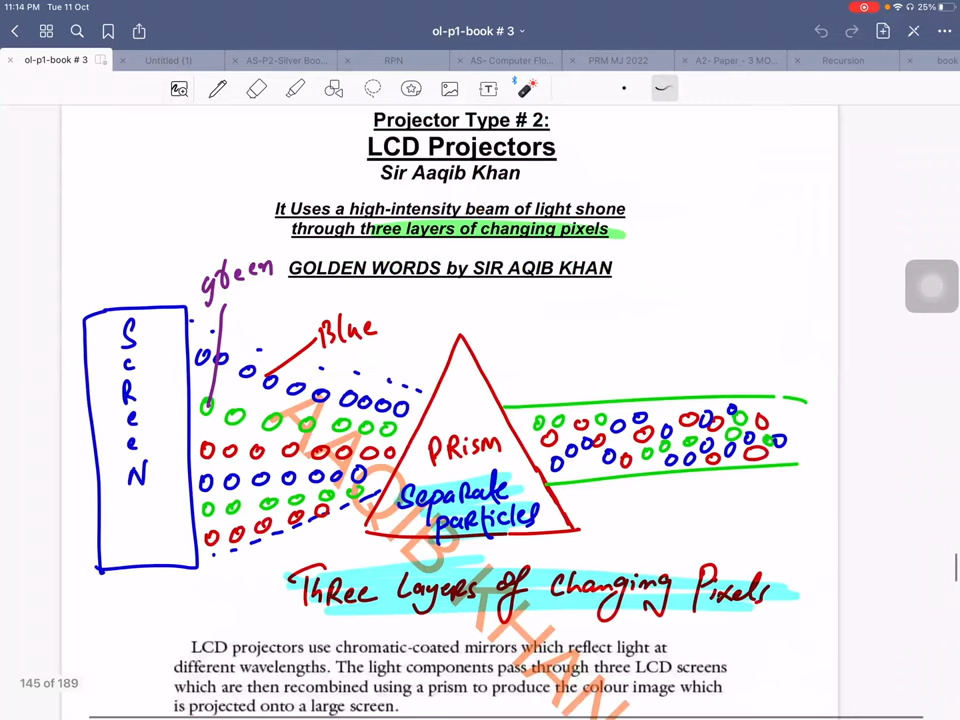 11:14 PM Tue 11 Oct
25%
ol-p1-book # 3
ol-p1-book # 3
Untitled (1)
AS-P2-Silver Boo...
RPN
AS- Computer Flo...
PRM MJ 2022
A2- Paper - 3 MO...
Recursion
book
Projector Type # 2:
LCD Projectors
Sir Aaqib Khan
It Uses a high-intensity beam of light shone
through three layers of changing pixels
GOLDEN WORDS by SIR AQIB KHAN
green
Blue
ScReeN
PRism
Separate
particles
AAQIB KHAN
Three Layers of Changing Pixels
LCD projectors use chromatic-coated mirrors which reflect light at
different wavelengths. The light components pass through three LCD screens
which are then recombined using a prism to produce the colour image which
is projected onto a large screen.
145 of 189